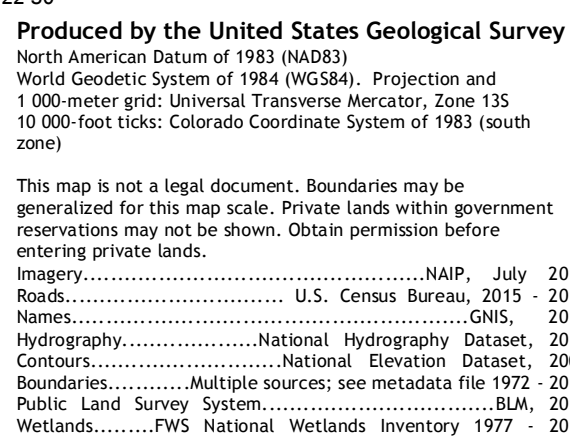 Produced by the United States Geological Survey
North American Datum of 1983 (NAD83)
World Geodetic System of 1984 (WGS84). Projection and
1 000-meter grid: Universal Transverse Mercator, Zone 13S
10 000-foot ticks: Colorado Coordinate System of 1983 (south
zone)
This map is not a legal document. Boundaries may be
generalized for this map scale. Private lands within government
reservations may not be shown. Obtain permission before
entering private lands.
Imagery..................................................NAIP, July 20
Roads................................ U.S. Census Bureau, 2015 - 20
Names.......................................................GNIS, 20
Hydrography....................National Hydrography Dataset, 20
Contours............................National Elevation Dataset, 20
Boundaries............Multiple sources; see metadata file 1972 - 20
Public Land Survey System..................................BLM, 20
Wetlands.........FWS National Wetlands Inventory 1977 - 20